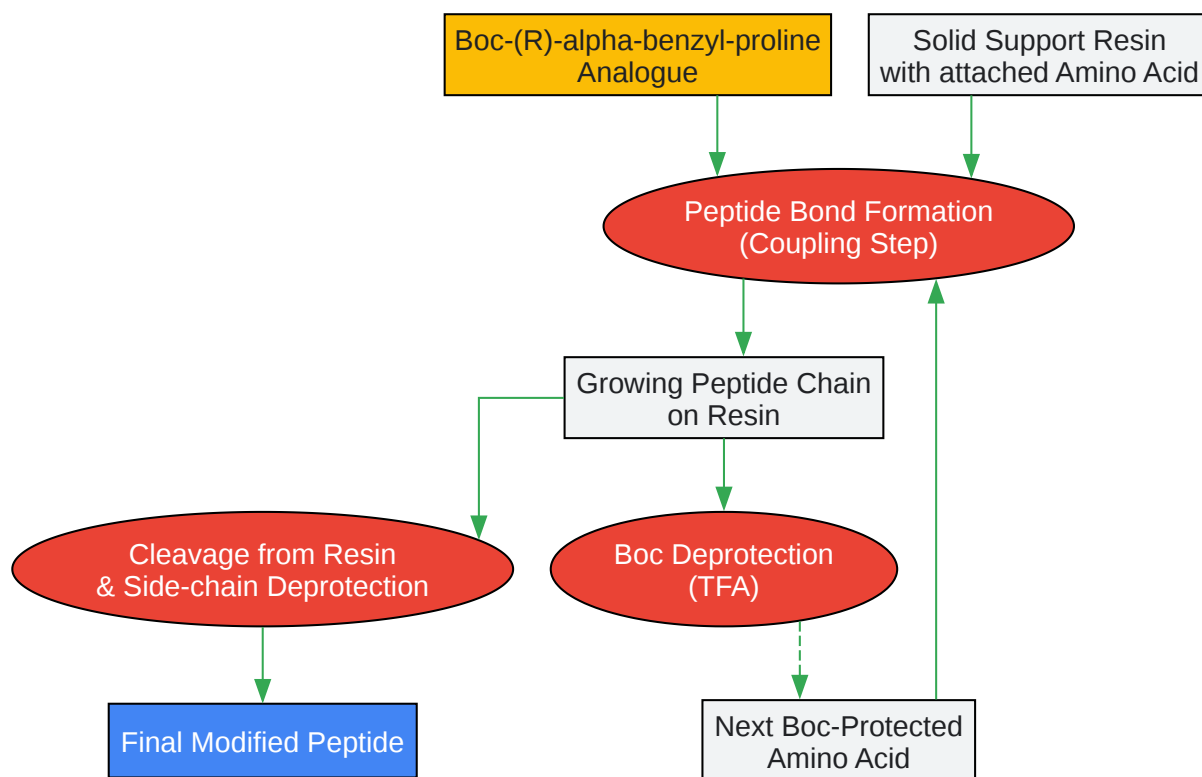 Boc-(R)-alpha-benzyl-proline
Analogue
Solid Support Resin
with attached Amino Acid
Peptide Bond Formation
(Coupling Step)
Growing Peptide Chain
on Resin
Cleavage from Resin
& Side-chain Deprotection
Boc Deprotection
(TFA)
Final Modified Peptide
Next Boc-Protected
Amino Acid